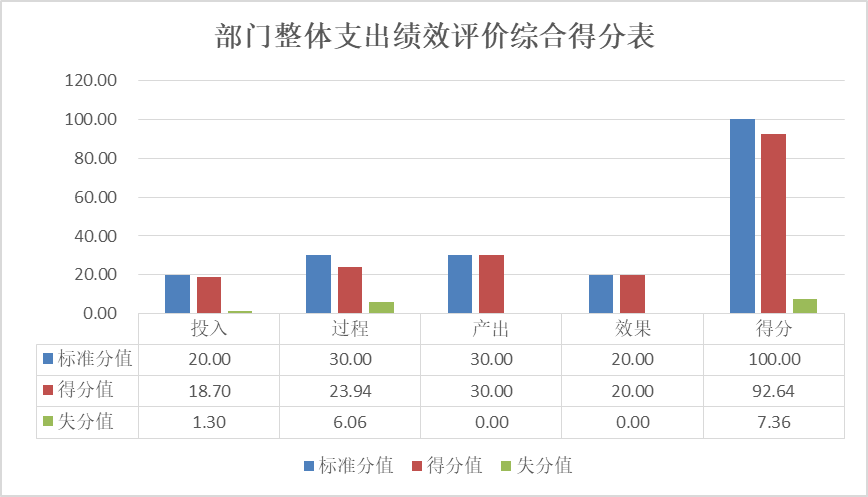 部门整体支出绩效评价综合得分表
120.00
100.00
80.00
60.00
40.00
20.00
0.00
投入 过程 产出 效果 得分
标准分值 20.00 30.00 30.00 20.00 100.00
得分值 18.70 23.94 30.00 20.00 92.64
失分值 1.30 6.06 0.00 0.00 7.36
标准分值 得分值 失分值